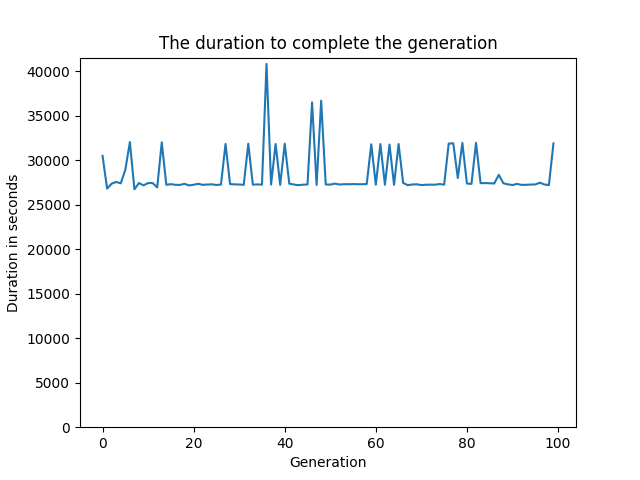 The duration to complete the generation
40000
35000
30000
25000
20000
15000
10000
5000
0
Duration in seconds
0 20 40 60 80 100
Generation